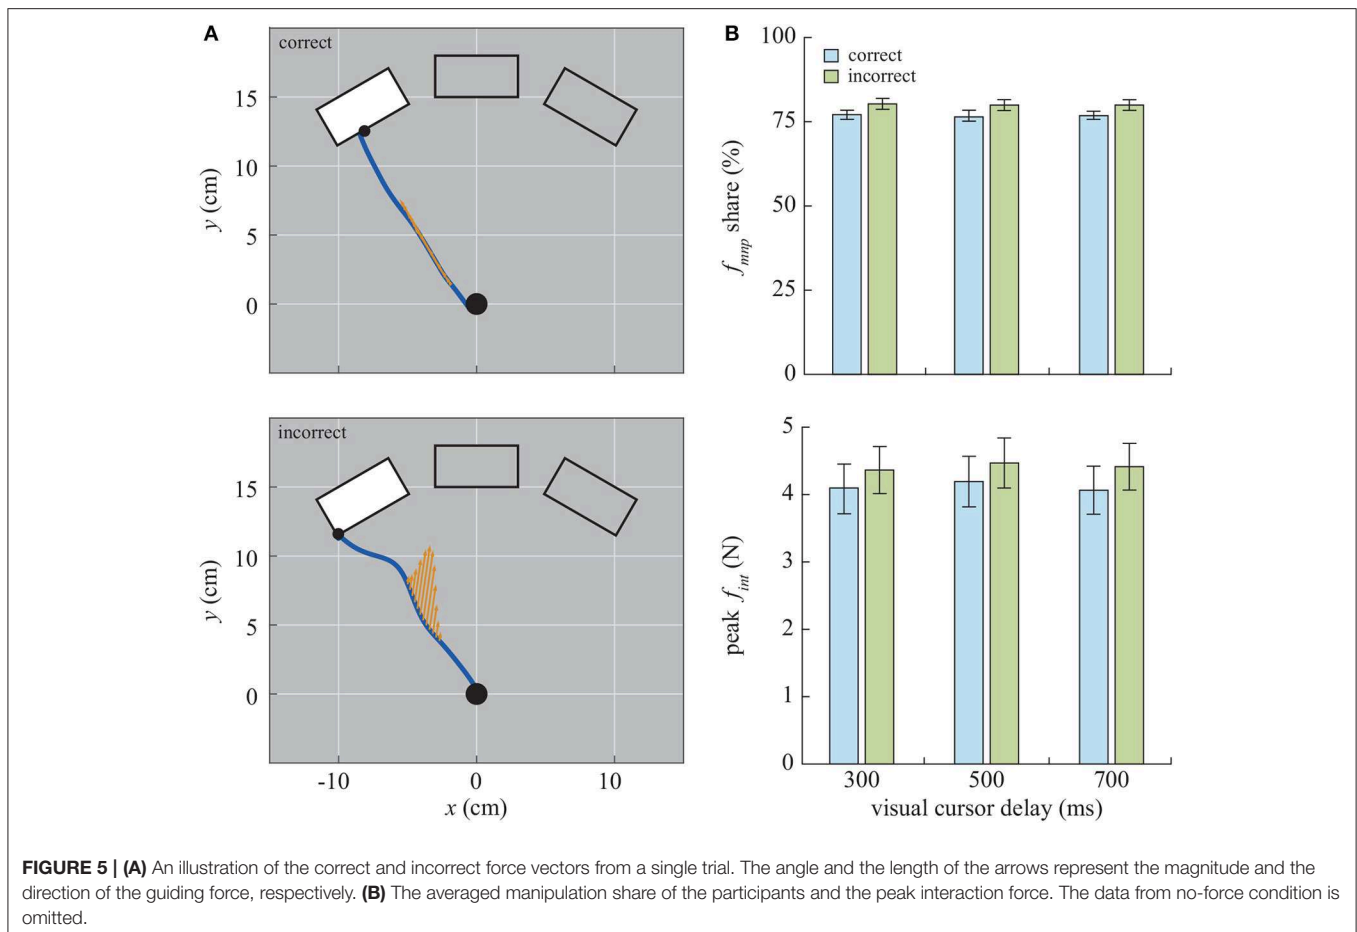 A
correct
15
10
5
0
y (cm)
incorrect
15
10
5
0
y (cm)
-10 0 10
x (cm)
B
100
75
50
25
0
f_mnp share (%)
correct
incorrect
5
4
3
2
1
0
peak f_int (N)
300 500 700
visual cursor delay (ms)
FIGURE 5 | (A) An illustration of the correct and incorrect force vectors from a single trial. The angle and the length of the arrows represent the magnitude and the
direction of the guiding force, respectively. (B) The averaged manipulation share of the participants and the peak interaction force. The data from no-force condition is
omitted.